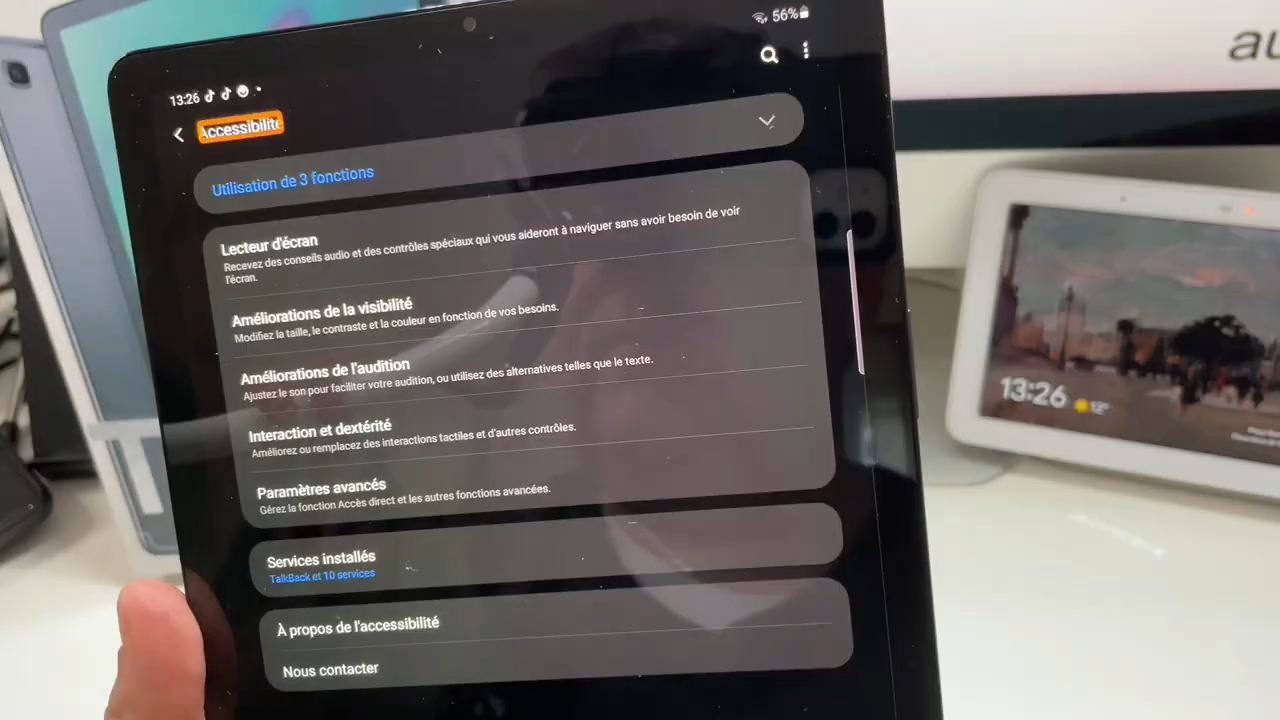 au
56%
13:26
Accessibilité
Utilisation de 3 fonctions
Lecteur d'écran
Recevez des conseils audio et des contrôles spéciaux qui vous aideront à naviguer sans avoir besoin de voir
l'écran.
Améliorations de la visibilité
Modifiez la taille, le contraste et la couleur en fonction de vos besoins.
Améliorations de l'audition
Ajustez le son pour faciliter votre audition, ou utilisez des alternatives telles que le texte.
Interaction et dextérité
Améliorez ou remplacez des interactions tactiles et d'autres contrôles.
Paramètres avancés
Gérez la fonction Accès direct et les autres fonctions avancées.
Services installés
TalkBack et 10 services
À propos de l'accessibilité
Nous contacter
13:26
12°